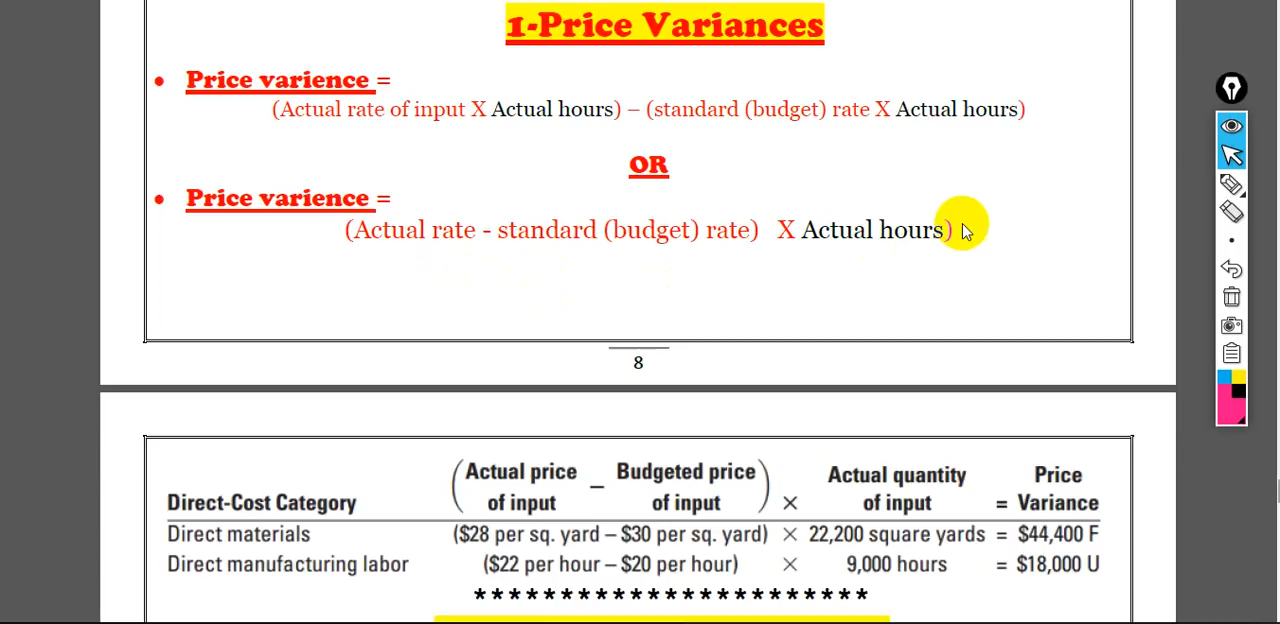 1-Price Variances
• Price varience =
(Actual rate of input X Actual hours) – (standard (budget) rate X Actual hours)
OR
• Price varience =
(Actual rate - standard (budget) rate) X Actual hours)
8
(Actual price of input – Budgeted price of input)
Direct-Cost Category × Actual quantity of input = Price Variance
Direct materials ($28 per sq. yard – $30 per sq. yard) × 22,200 square yards = $44,400 F
Direct manufacturing labor ($22 per hour – $20 per hour) × 9,000 hours = $18,000 U
***********************